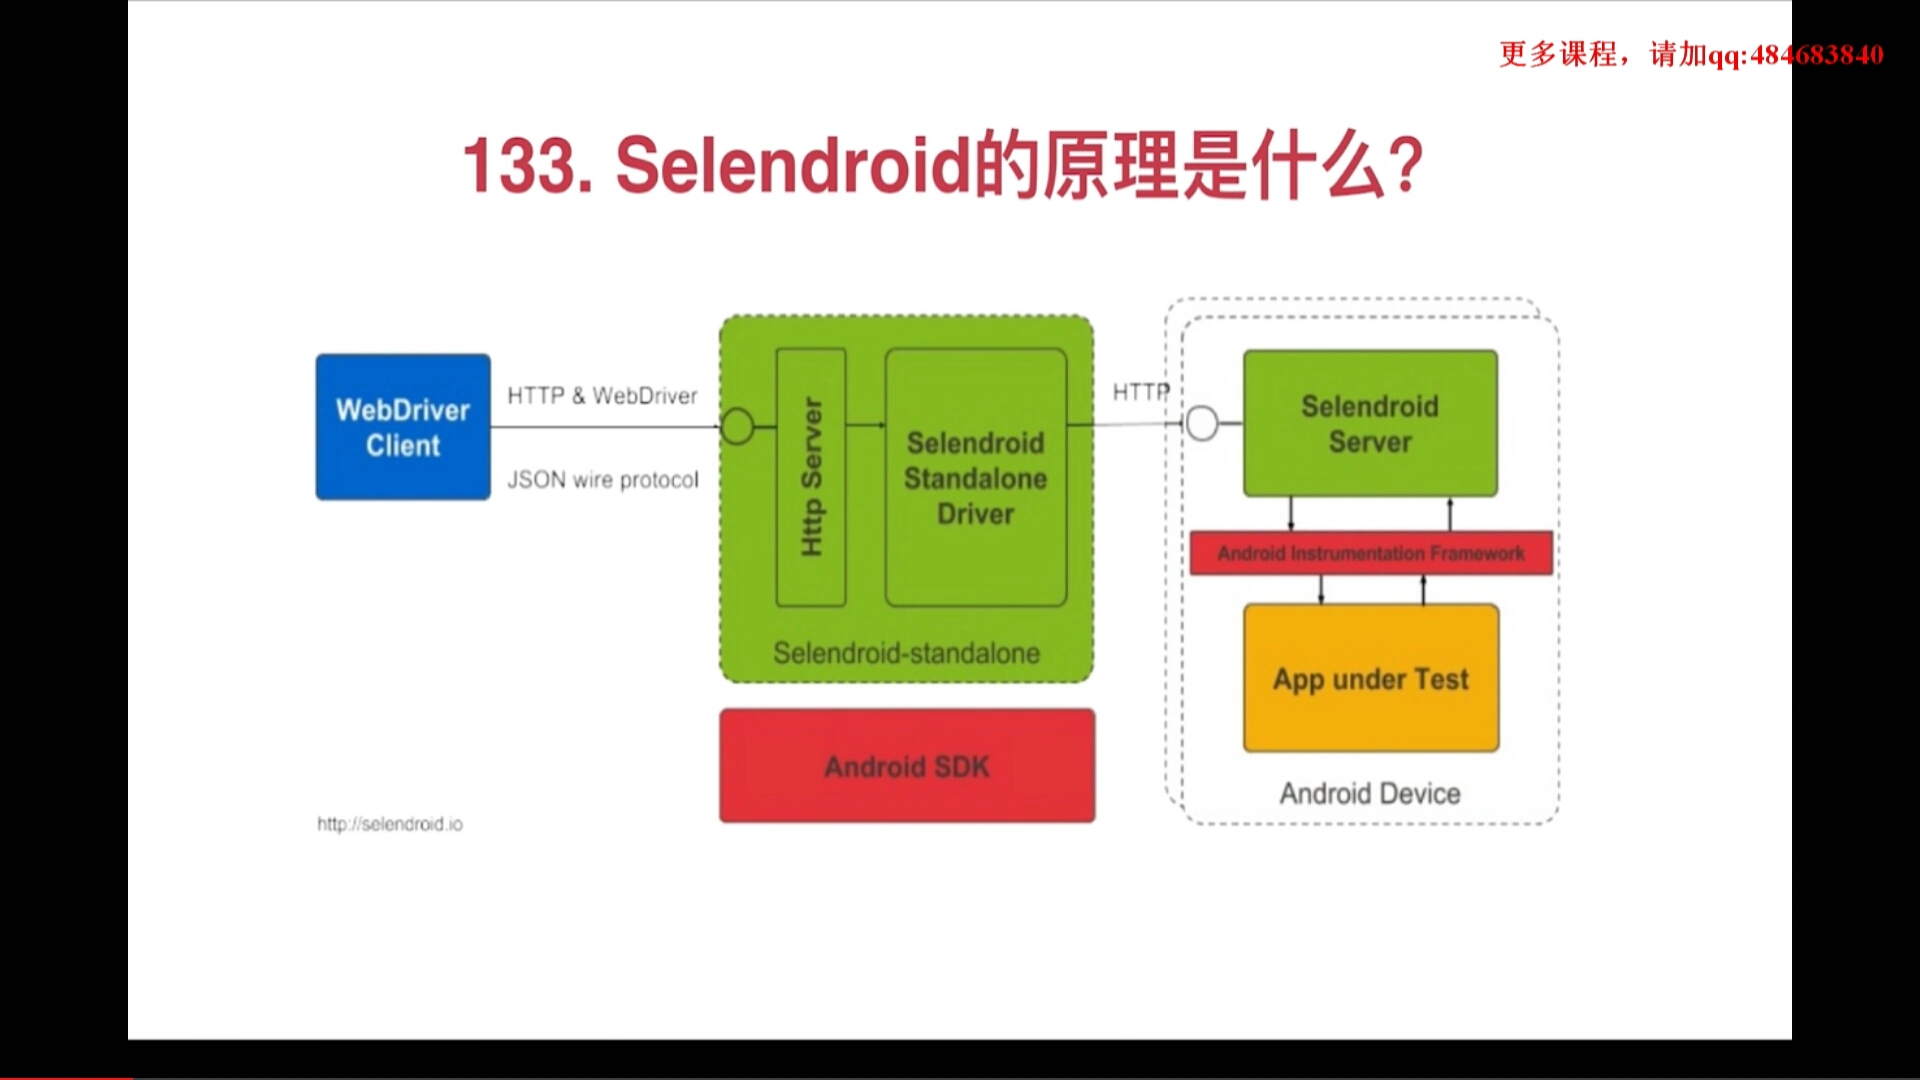 更多课程，请加qq:484683840
133. Selendroid的原理是什么?
WebDriver
Client
HTTP & WebDriver
JSON wire protocol
Http Server
Selendroid
Standalone
Driver
Selendroid-standalone
Android SDK
HTTP
Selendroid
Server
Android Instrumentation Framework
App under Test
Android Device
http://selendroid.io